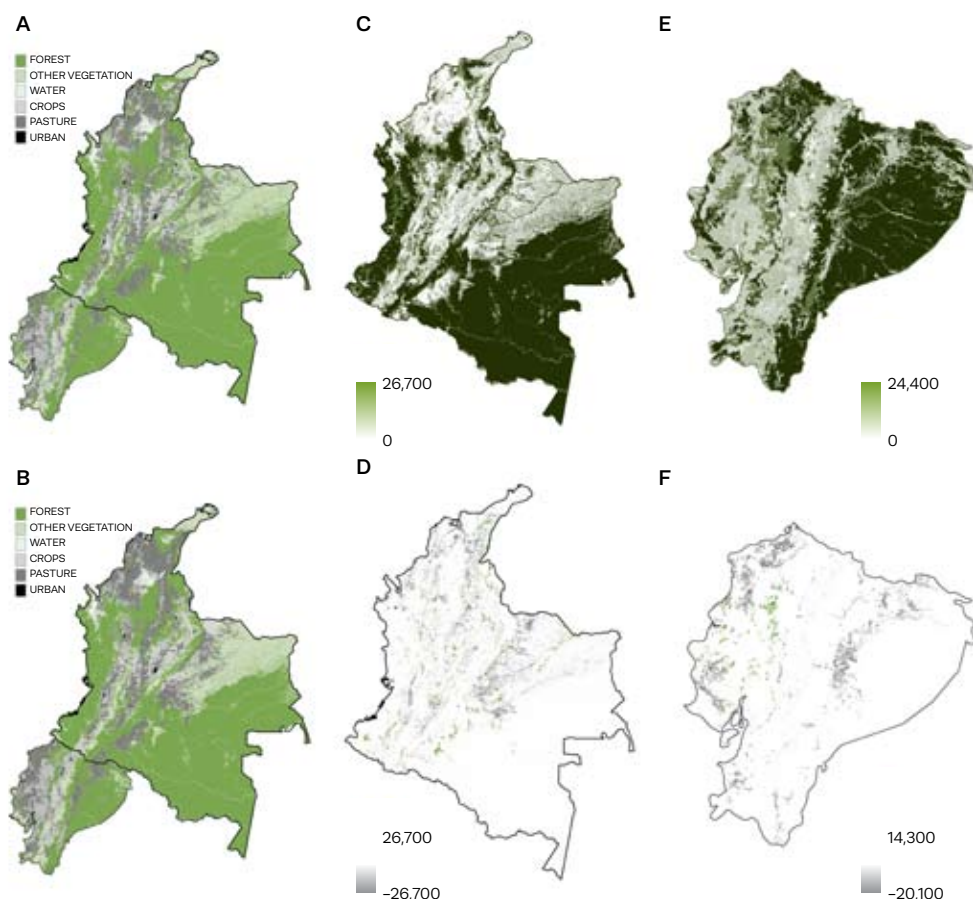 A
FOREST
OTHER VEGETATION
WATER
CROPS
PASTURE
URBAN
C
26,700
0
E
24,400
0
B
FOREST
OTHER VEGETATION
WATER
CROPS
PASTURE
URBAN
D
26,700
−26.700
F
14,300
−20.100